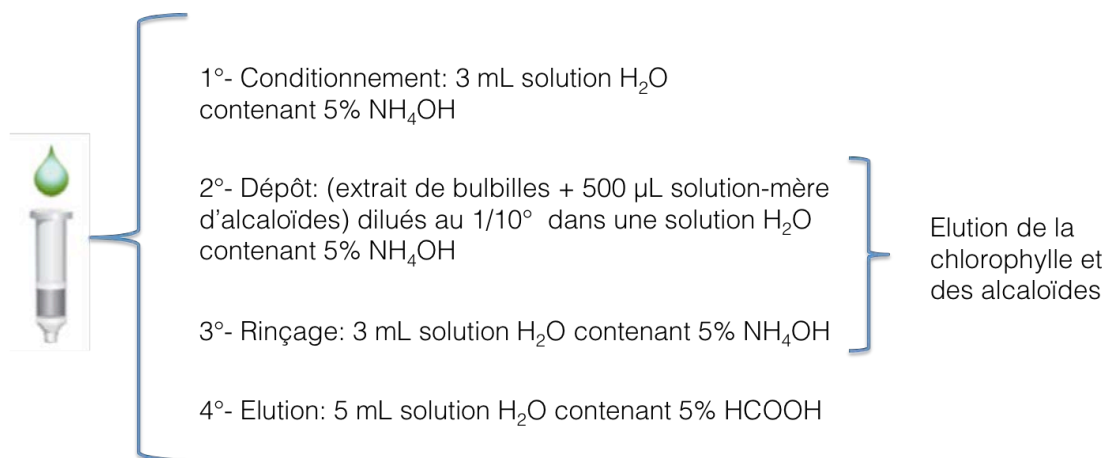 1°- Conditionnement: 3 mL solution H₂O
contenant 5% NH₄OH
2°- Dépôt: (extrait de bulbilles + 500 µL solution-mère
d'alcaloïdes) dilués au 1/10° dans une solution H₂O
contenant 5% NH₄OH
3°- Rinçage: 3 mL solution H₂O contenant 5% NH₄OH
4°- Elution: 5 mL solution H₂O contenant 5% HCOOH
Elution de la
chlorophylle et
des alcaloïdes